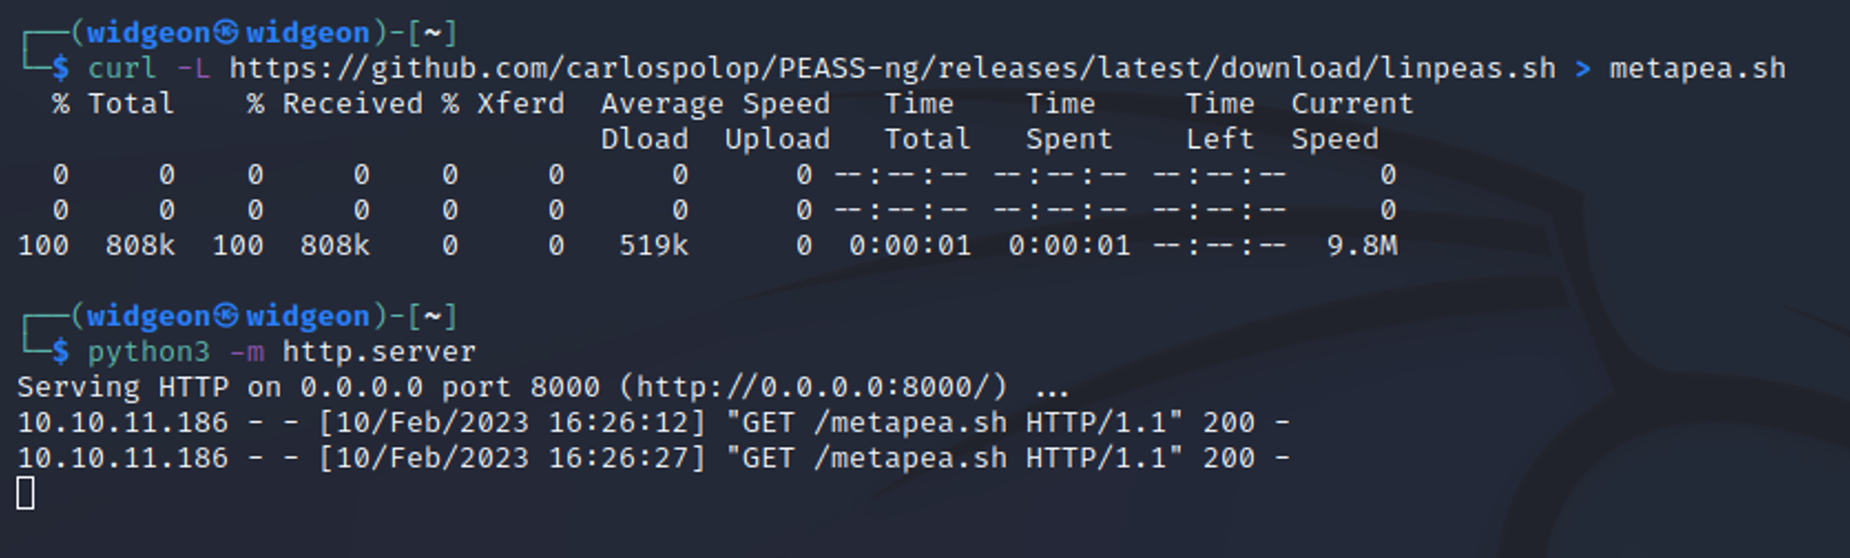 ┌──(widgeon㉿widgeon)-[~]
└─$ curl -L https://github.com/carlospolop/PEASS-ng/releases/latest/download/linpeas.sh > metapea.sh
  % Total    % Received % Xferd  Average Speed   Time    Time     Time  Current
                                 Dload  Upload   Total   Spent    Left  Speed
  0     0    0     0    0     0      0      0 --:--:-- --:--:-- --:--:--     0
  0     0    0     0    0     0      0      0 --:--:-- --:--:-- --:--:--     0
100  808k  100  808k    0     0   519k      0  0:00:01  0:00:01 --:--:--  9.8M
┌──(widgeon㉿widgeon)-[~]
└─$ python3 -m http.server
Serving HTTP on 0.0.0.0 port 8000 (http://0.0.0.0:8000/) ...
10.10.11.186 - - [10/Feb/2023 16:26:12] "GET /metapea.sh HTTP/1.1" 200 -
10.10.11.186 - - [10/Feb/2023 16:26:27] "GET /metapea.sh HTTP/1.1" 200 -